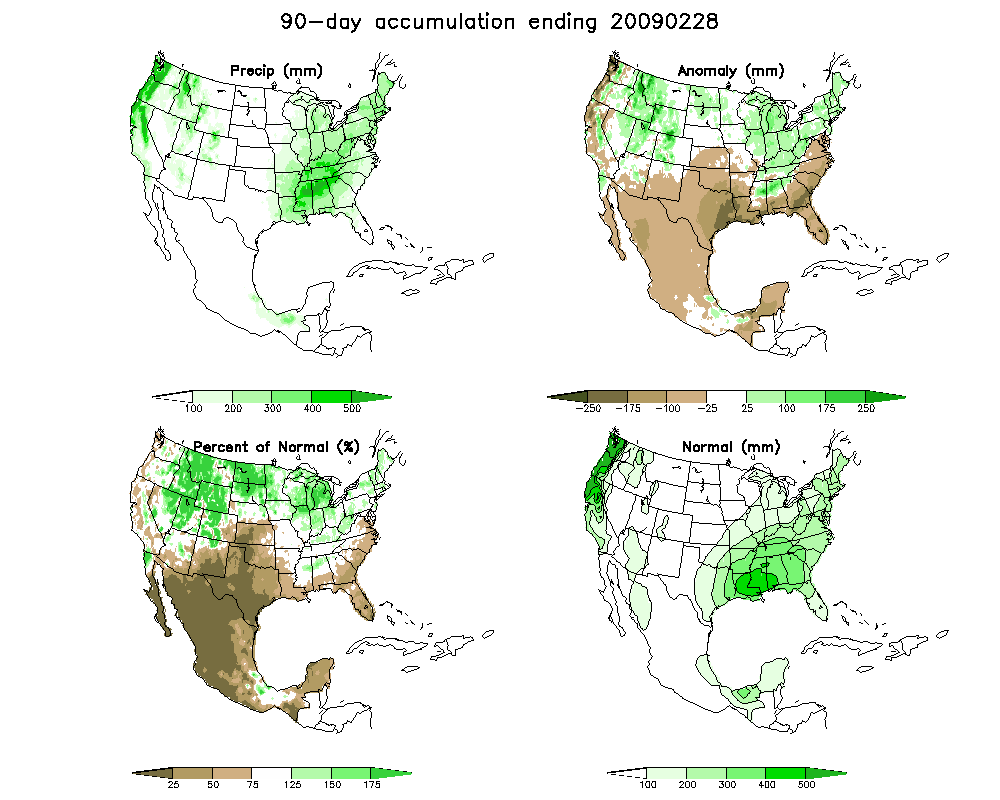 90-day accumulation ending 20090228
Precip (mm)
Anomaly (mm)
100 200 300 400 500
-250 -175 -100 -25 25 100 175 250
Percent of Normal (%)
Normal (mm)
25 50 75 125 150 175
100 200 300 400 500